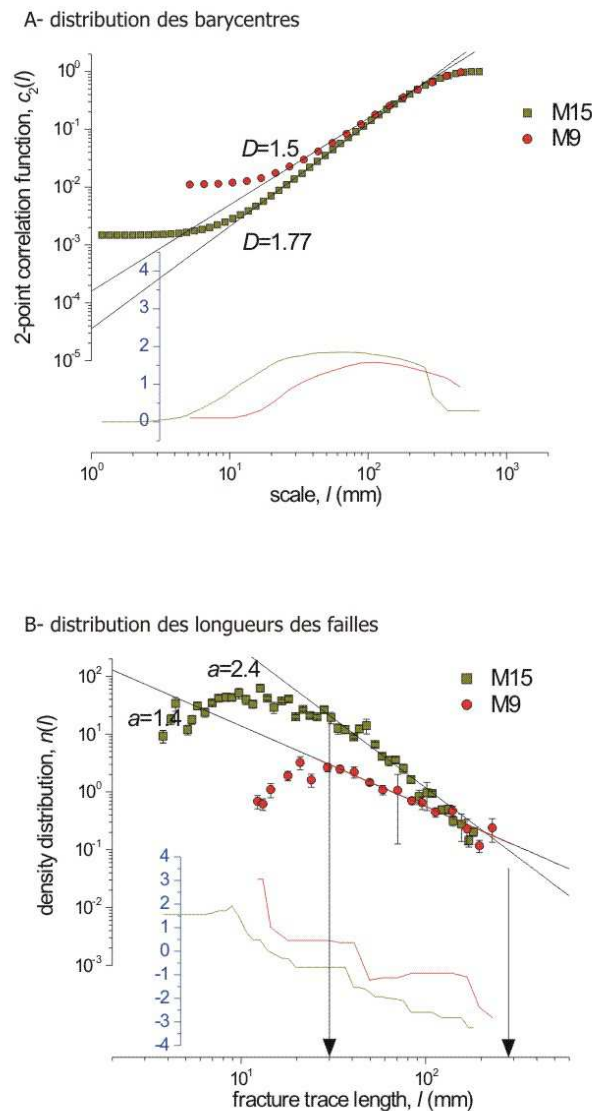 A- distribution des barycentres
10⁰
10⁻¹
10⁻²
10⁻³
10⁻⁴
10⁻⁵
2-point correlation function, c₂(l)
M15
M9
D=1.5
D=1.77
4
3
2
1
0
10⁰ 10¹ 10² 10³
scale, l (mm)
B- distribution des longueurs des failles
10²
10¹
10⁰
10⁻¹
10⁻²
10⁻³
density distribution, n(l)
a=2.4
a=1.4
M15
M9
4
3
2
1
0
-1
-2
-3
-4
10¹ 10²
fracture trace length, l (mm)